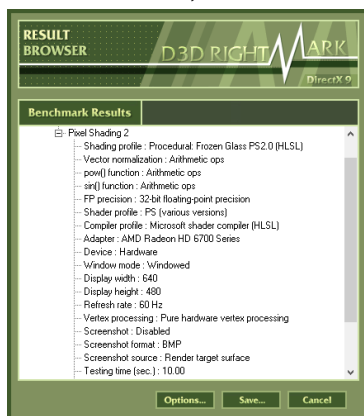 RESULT
BROWSER
D3D RIGHTMARK
DirectX 9
Benchmark Results
Pixel Shading 2
Shading profile : Procedural: Frozen Glass PS2.0 (HLSL)
Vector normalization : Arithmetic ops
pow() function : Arithmetic ops
sin() function : Arithmetic ops
FP precision : 32-bit floating-point precision
Shader profile : PS (various versions)
Compiler profile : Microsoft shader compiler (HLSL)
Adapter : AMD Radeon HD 6700 Series
Device : Hardware
Window mode : Windowed
Display width : 640
Display height : 480
Refresh rate : 60 Hz
Vertex processing : Pure hardware vertex processing
Screenshot : Disabled
Screenshot format : BMP
Screenshot source : Render target surface
Testing time (sec.) : 10.00
Options... Save... Cancel